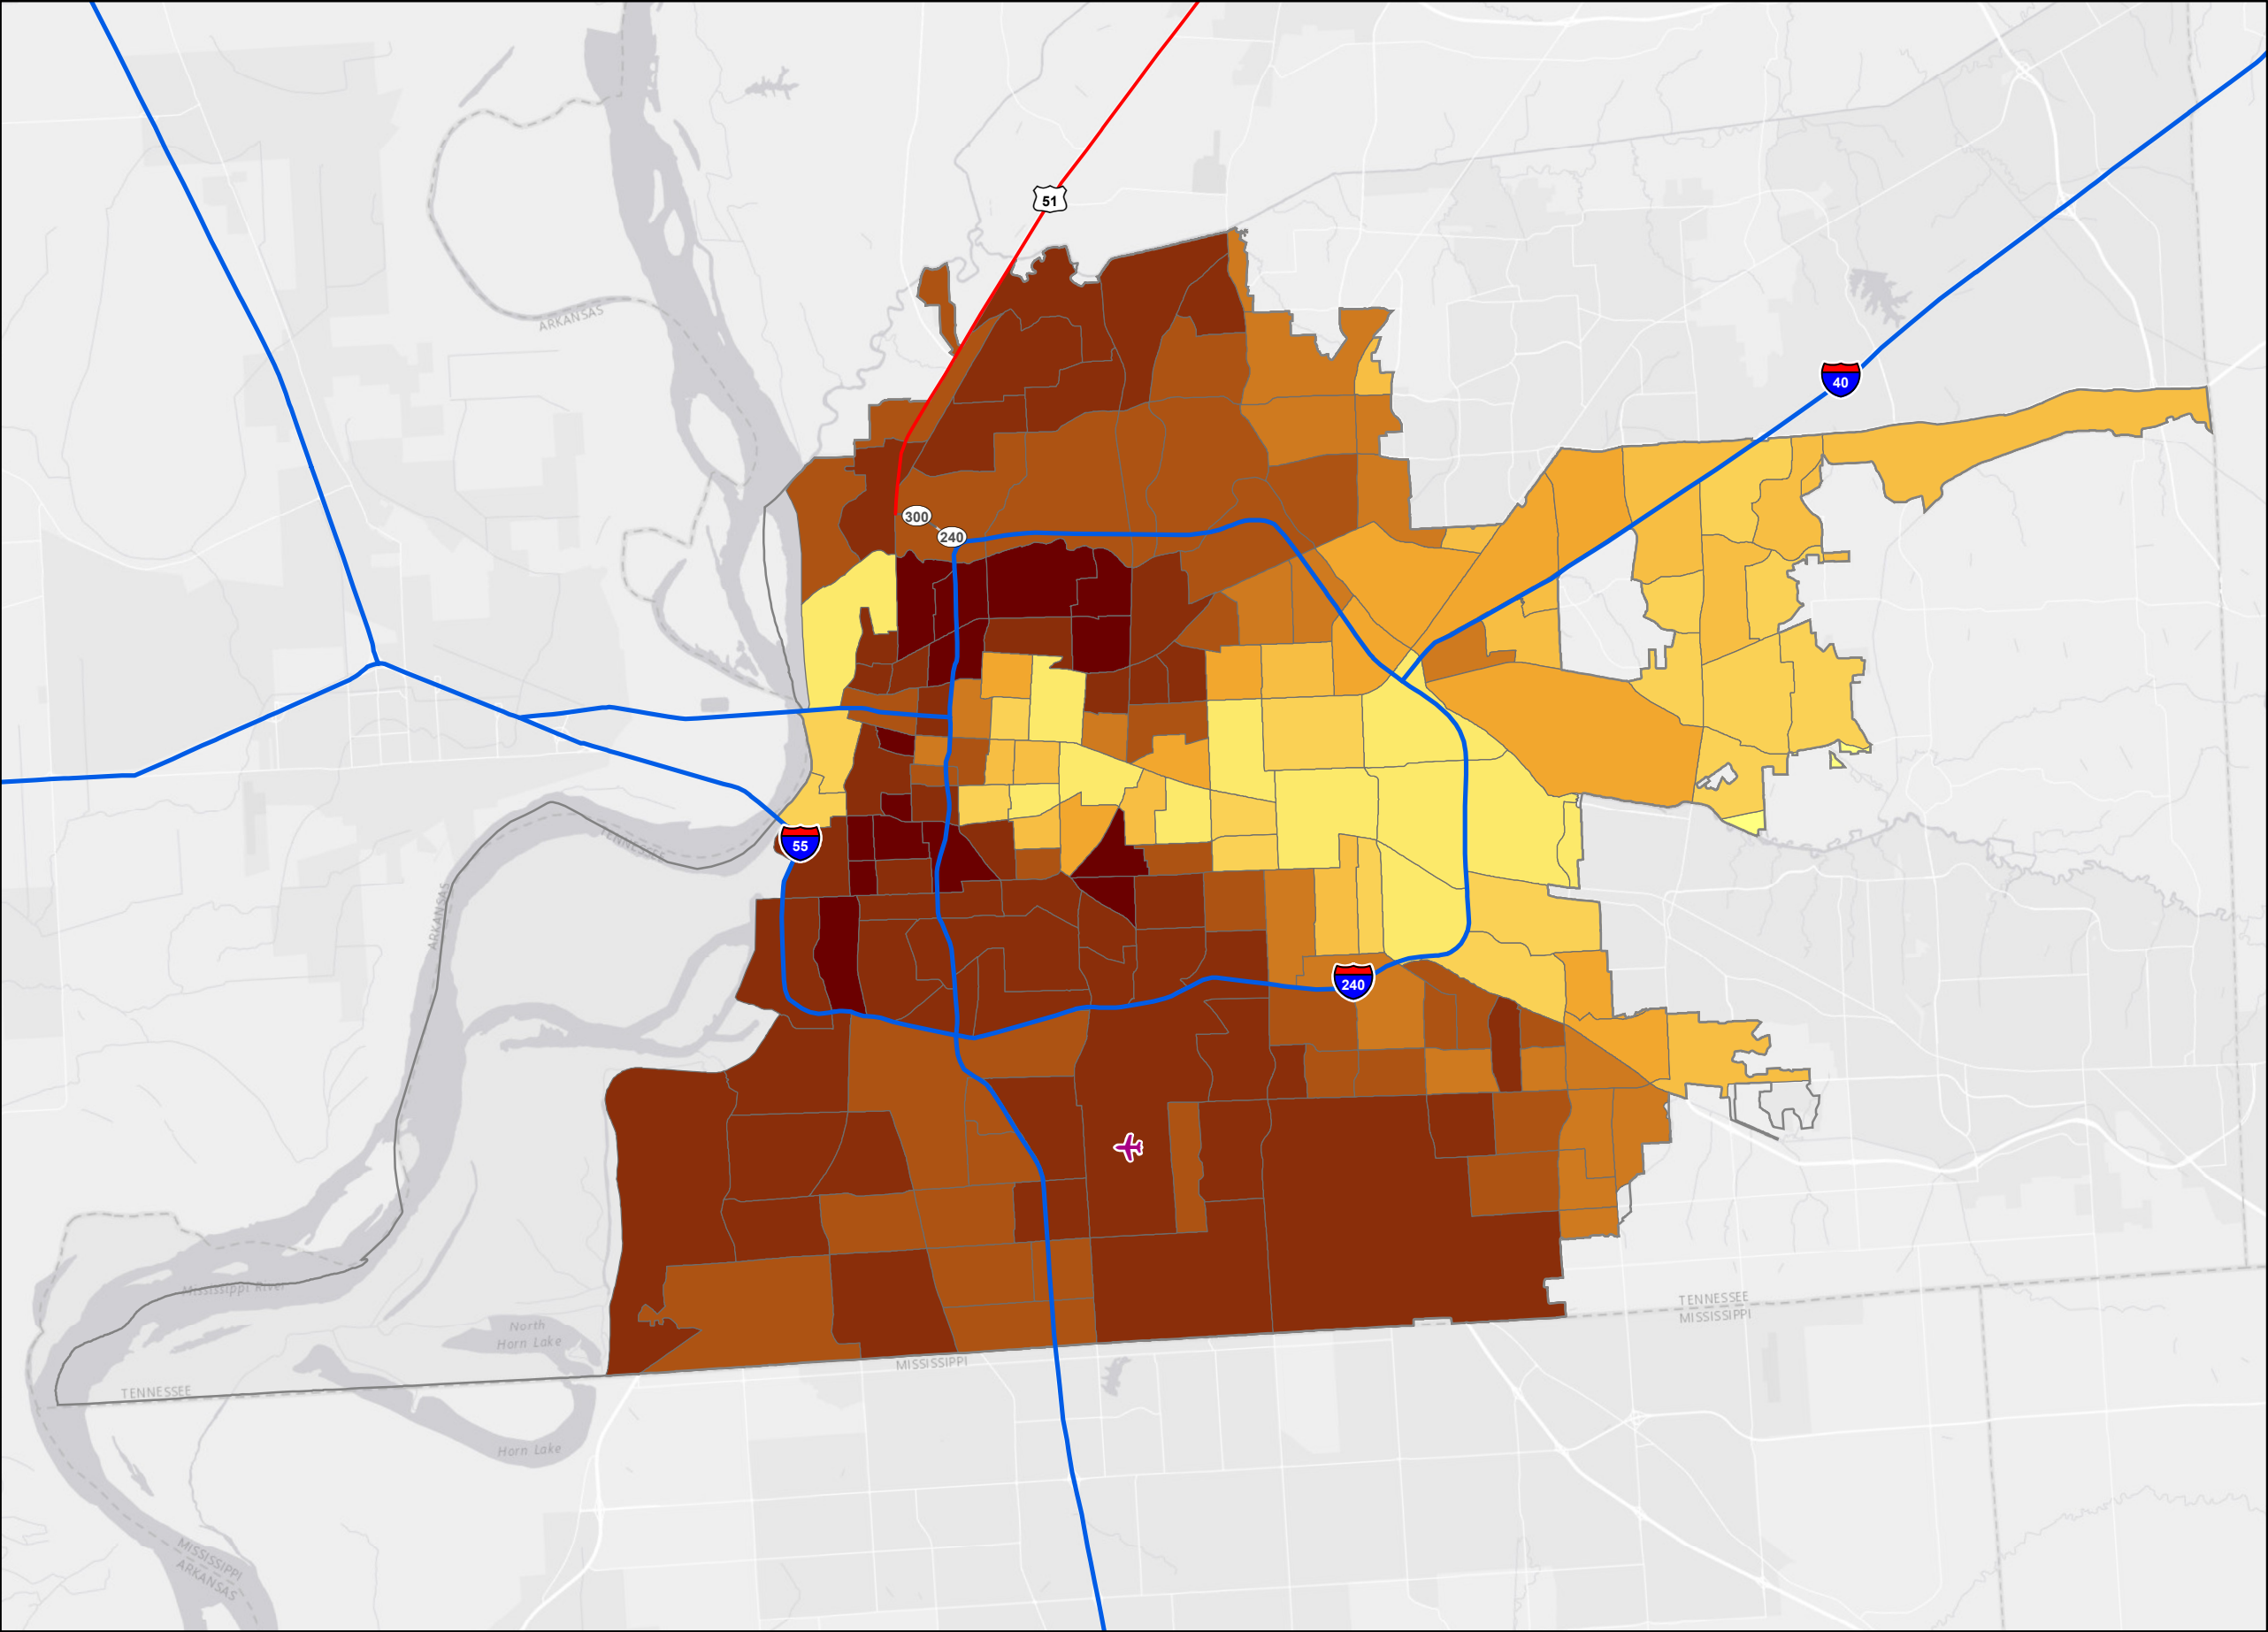 51
ARKANSAS
40
300
240
TENNESSEE
55
ARKANSAS
240
Mississippi River
TENNESSEE
MISSISSIPPI
North
Horn Lake
MISSISSIPPI
TENNESSEE
Horn Lake
MISSISSIPPI
ARKANSAS